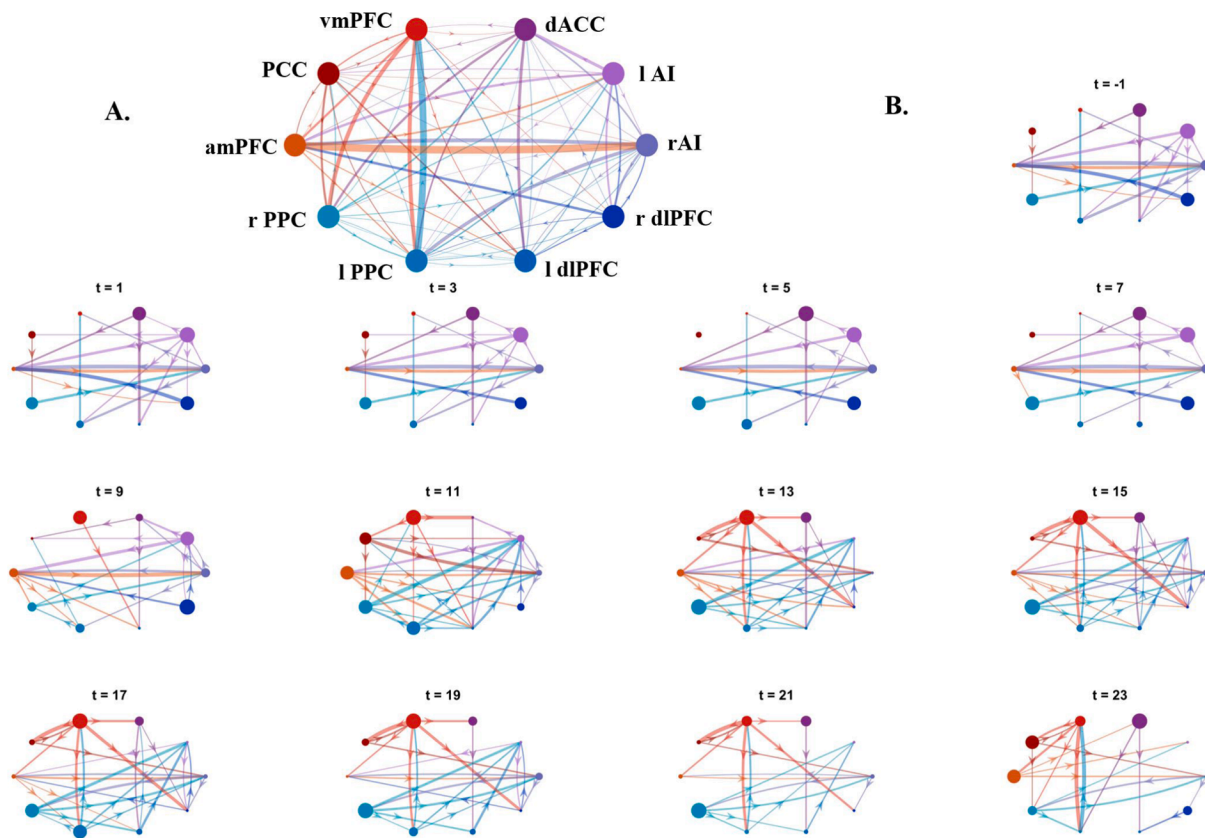 vmPFC
dACC
PCC
l AI
A.
B.
t = -1
amPFC
rAI
r PPC
r dlPFC
l PPC
l dlPFC
t = 1
t = 3
t = 5
t = 7
t = 9
t = 11
t = 13
t = 15
t = 17
t = 19
t = 21
t = 23